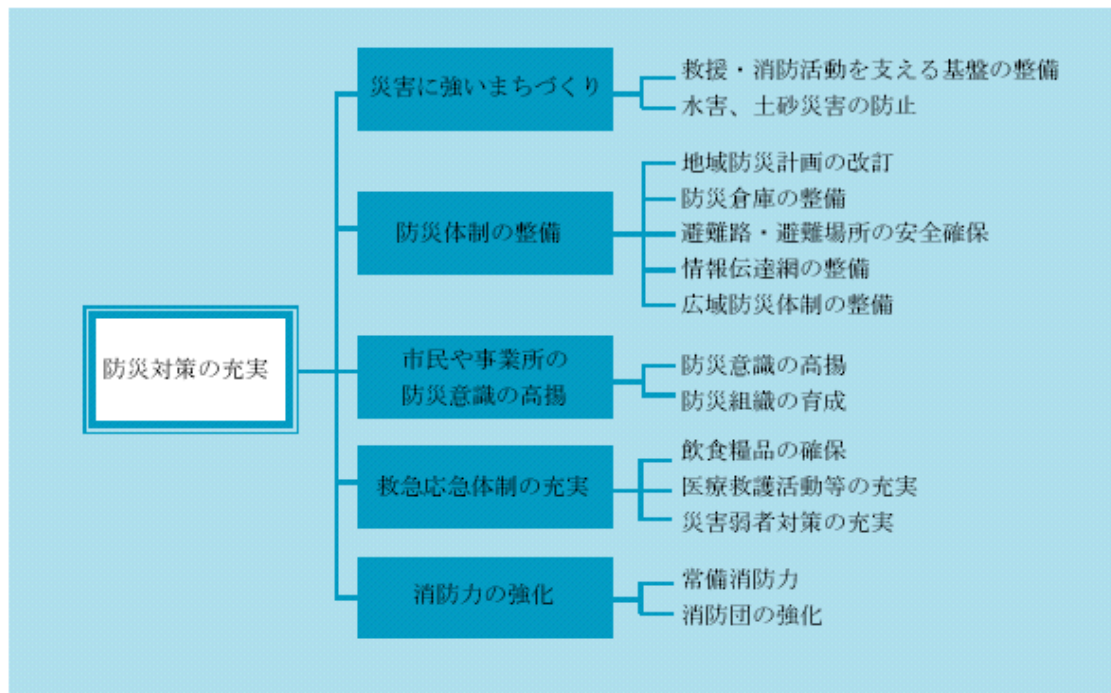 防災対策の充実
災害に強いまちづくり
救援・消防活動を支える基盤の整備
水害、土砂災害の防止
防災体制の整備
地域防災計画の改訂
防災倉庫の整備
避難路・避難場所の安全確保
情報伝達網の整備
広域防災体制の整備
市民や事業所の
防災意識の高揚
防災意識の高揚
防災組織の育成
救急応急体制の充実
飲食糧品の確保
医療救護活動等の充実
災害弱者対策の充実
消防力の強化
常備消防力
消防団の強化